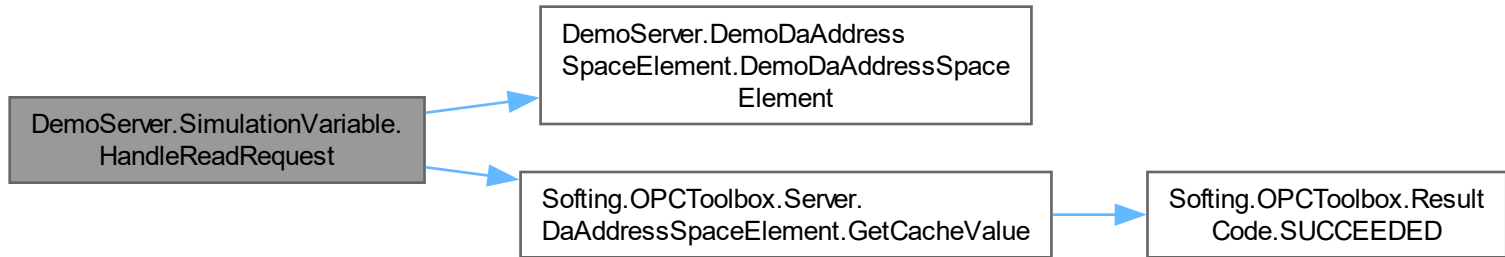 DemoServer.SimulationVariable.
HandleReadRequest
DemoServer.DemoDaAddress
SpaceElement.DemoDaAddressSpace
Element
Softing.OPCToolbox.Server.
DaAddressSpaceElement.GetCacheValue
Softing.OPCToolbox.Result
Code.SUCCEEDED